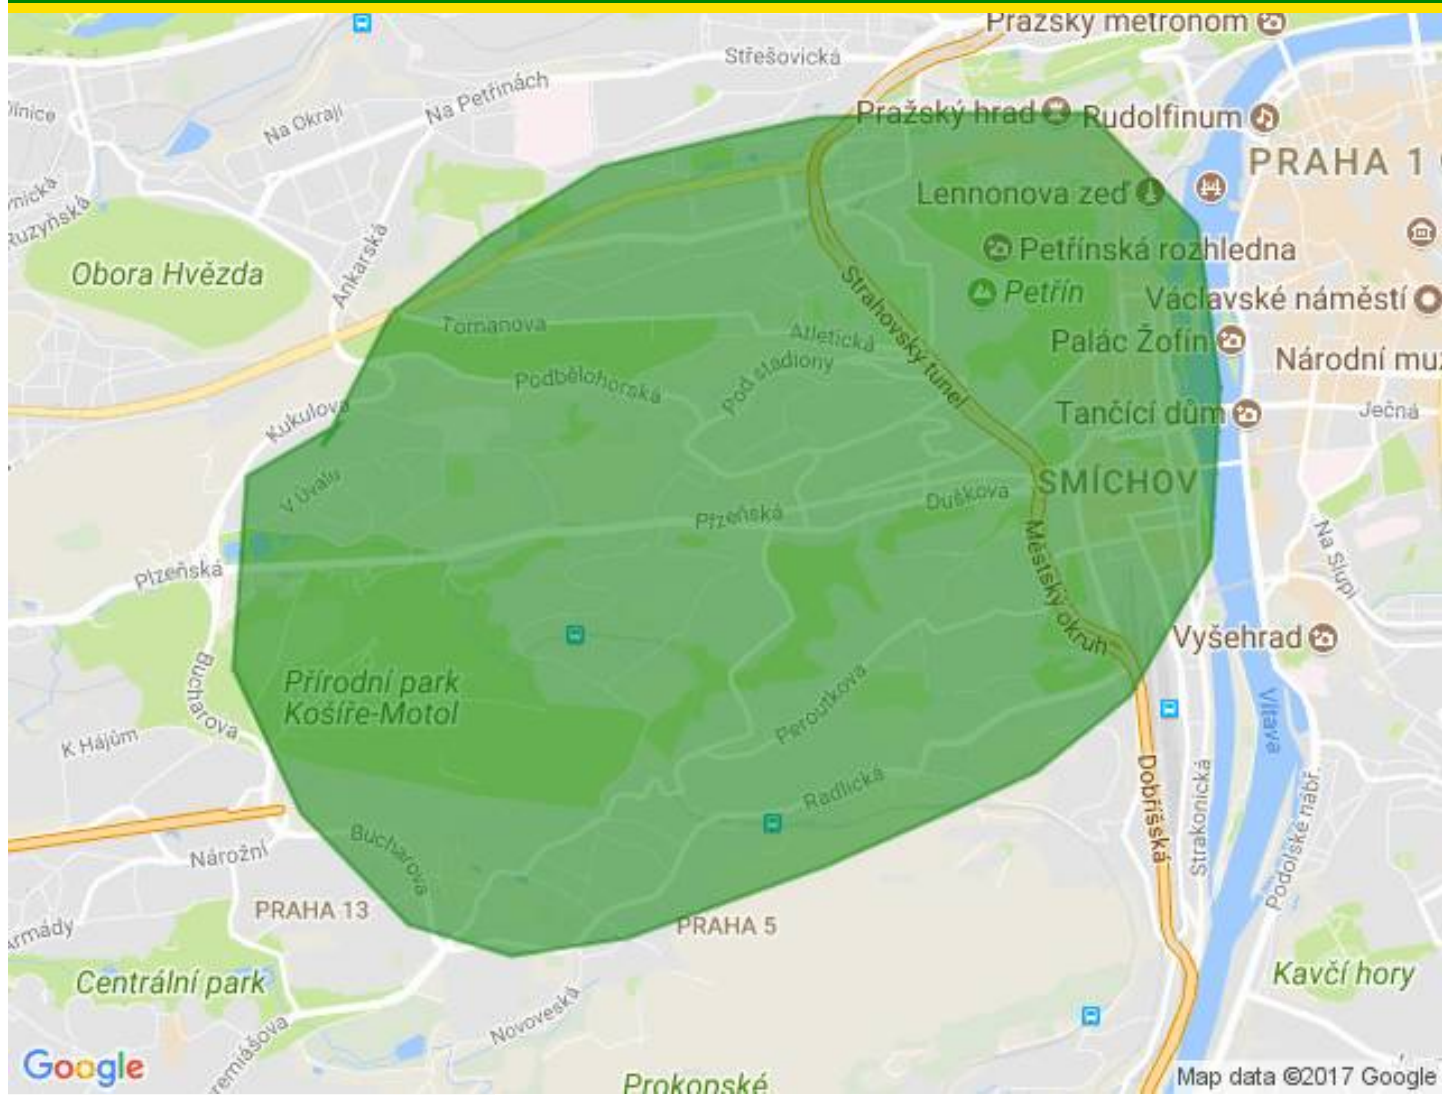 Pražský metronom
Střešovická
Na Petřinách
Na Okraji
Pražský hrad
Rudolfinum
PRAHA 1
Lennonova zeď
Ruzyňská
Ankarská
Obora Hvězda
Petřínská rozhledna
Petřín
Strahovský tunel
Václavské náměstí
Tomanova
Atletická
Palác Žofín
Národní mu
Podbělohorská
Pod stadiony
Kukulova
Tančící dům
Ječná
V Úvalu
SMÍCHOV
Duškova
Plzeňská
Na Slupi
Plzeňská
Městský okruh
Vyšehrad
Bucharova
Přírodní park
Košíře-Motol
Peroutkova
Vltava
K Hájům
Radlická
Dobříšská
Strakonická
Podolské nábř.
Nárožní
Bucharova
PRAHA 13
PRAHA 5
Centrální park
Kavčí hory
Novoveská
Google
Prokopské
Map data ©2017 Google